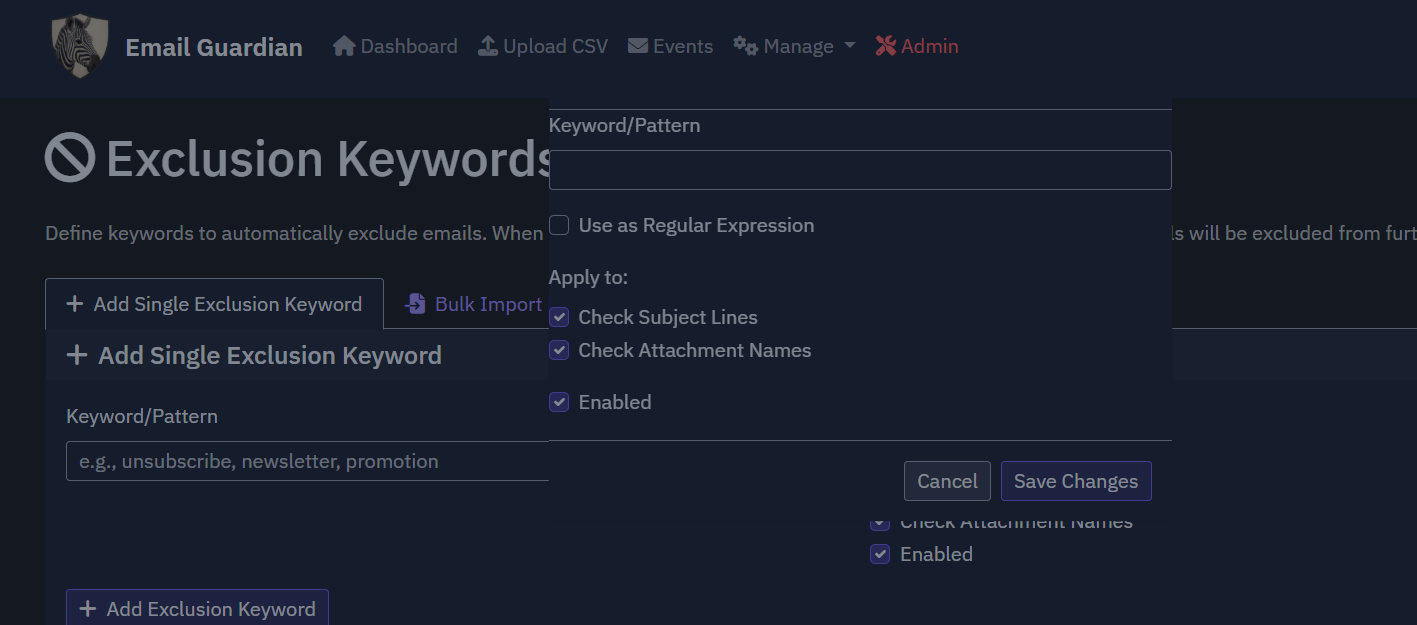 Email Guardian Dashboard Upload CSV Events Manage Admin
Exclusion Keywords
Define keywords to automatically exclude emails. When
ls will be excluded from furt
Add Single Exclusion Keyword Bulk Import
Add Single Exclusion Keyword
Keyword/Pattern
e.g., unsubscribe, newsletter, promotion
Add Exclusion Keyword
Keyword/Pattern
Use as Regular Expression
Apply to:
Check Subject Lines
Check Attachment Names
Enabled
Cancel Save Changes
Check Attachment Names
Enabled